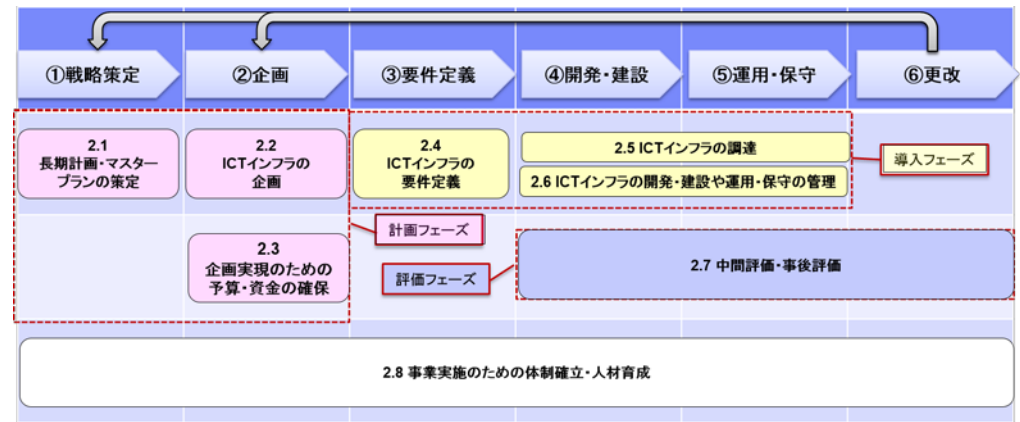 ①戦略策定
②企画
③要件定義
④開発・建設
⑤運用・保守
⑥更改
2.1
長期計画・マスター
プランの策定
2.2
ICTインフラの
企画
2.4
ICTインフラの
要件定義
2.5 ICTインフラの調達
2.6 ICTインフラの開発・建設や運用・保守の管理
導入フェーズ
計画フェーズ
2.3
企画実現のための
予算・資金の確保
評価フェーズ
2.7 中間評価・事後評価
2.8 事業実施のための体制確立・人材育成